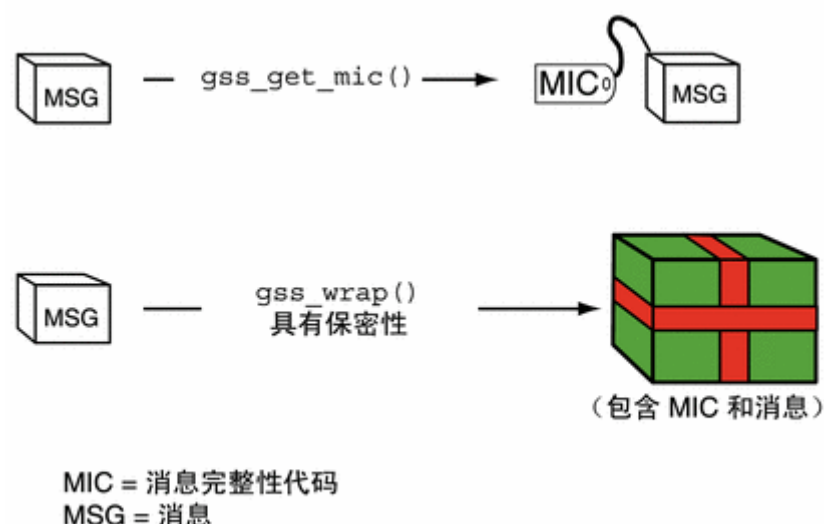 MSG
gss_get_mic()
MIC
MSG
MSG
gss_wrap()
具有保密性
（包含 MIC 和消息）
MIC = 消息完整性代码
MSG = 消息